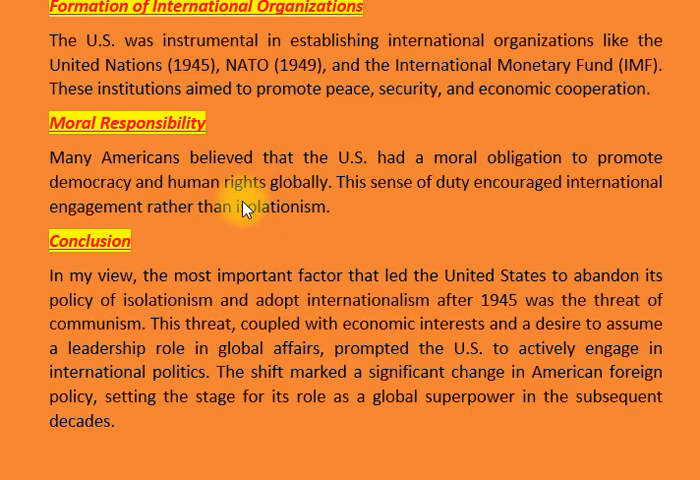 Formation of International Organizations
The U.S. was instrumental in establishing international organizations like the
United Nations (1945), NATO (1949), and the International Monetary Fund (IMF).
These institutions aimed to promote peace, security, and economic cooperation.
Moral Responsibility
Many Americans believed that the U.S. had a moral obligation to promote
democracy and human rights globally. This sense of duty encouraged international
engagement rather than isolationism.
Conclusion
In my view, the most important factor that led the United States to abandon its
policy of isolationism and adopt internationalism after 1945 was the threat of
communism. This threat, coupled with economic interests and a desire to assume
a leadership role in global affairs, prompted the U.S. to actively engage in
international politics. The shift marked a significant change in American foreign
policy, setting the stage for its role as a global superpower in the subsequent
decades.